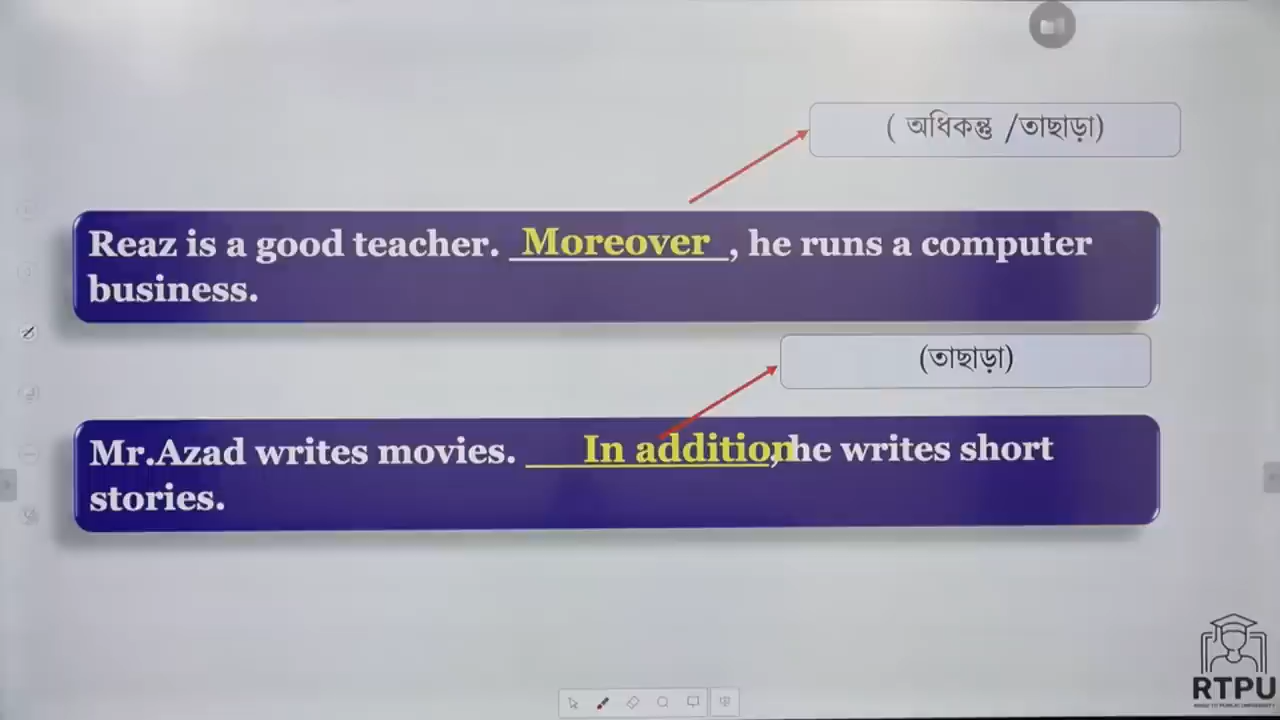 ( অধিকন্তু /তাছাড়া)
Reaz is a good teacher. Moreover, he runs a computer
business.
(তাছাড়া)
Mr.Azad writes movies. In addition, he writes short
stories.
RTPU